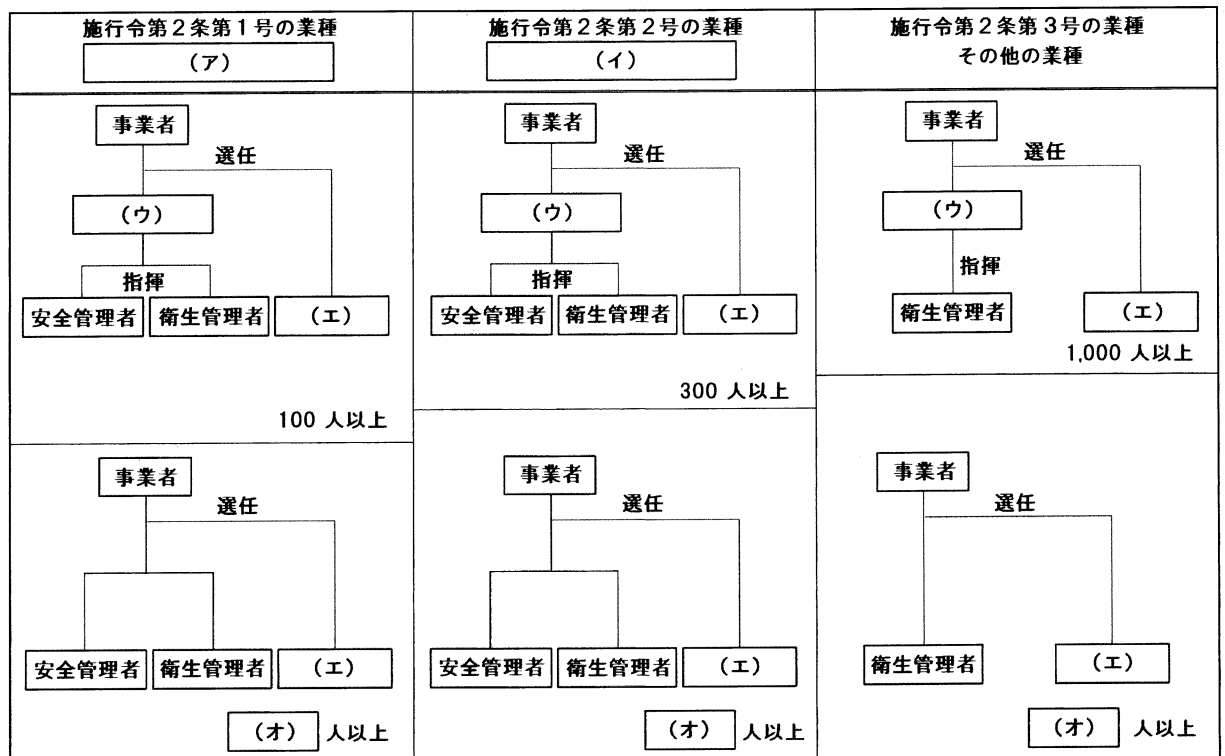 施行令第2条第1号の業種
(ア)
施行令第2条第2号の業種
(イ)
施行令第2条第3号の業種
その他の業種
事業者
選任
(ウ)
指揮
安全管理者
衛生管理者
(エ)
100 人以上
事業者
選任
(ウ)
指揮
安全管理者
衛生管理者
(エ)
300 人以上
事業者
選任
(ウ)
指揮
衛生管理者
(エ)
1,000 人以上
事業者
選任
安全管理者
衛生管理者
(エ)
(オ) 人以上
事業者
選任
安全管理者
衛生管理者
(エ)
(オ) 人以上
事業者
選任
衛生管理者
(エ)
(オ) 人以上